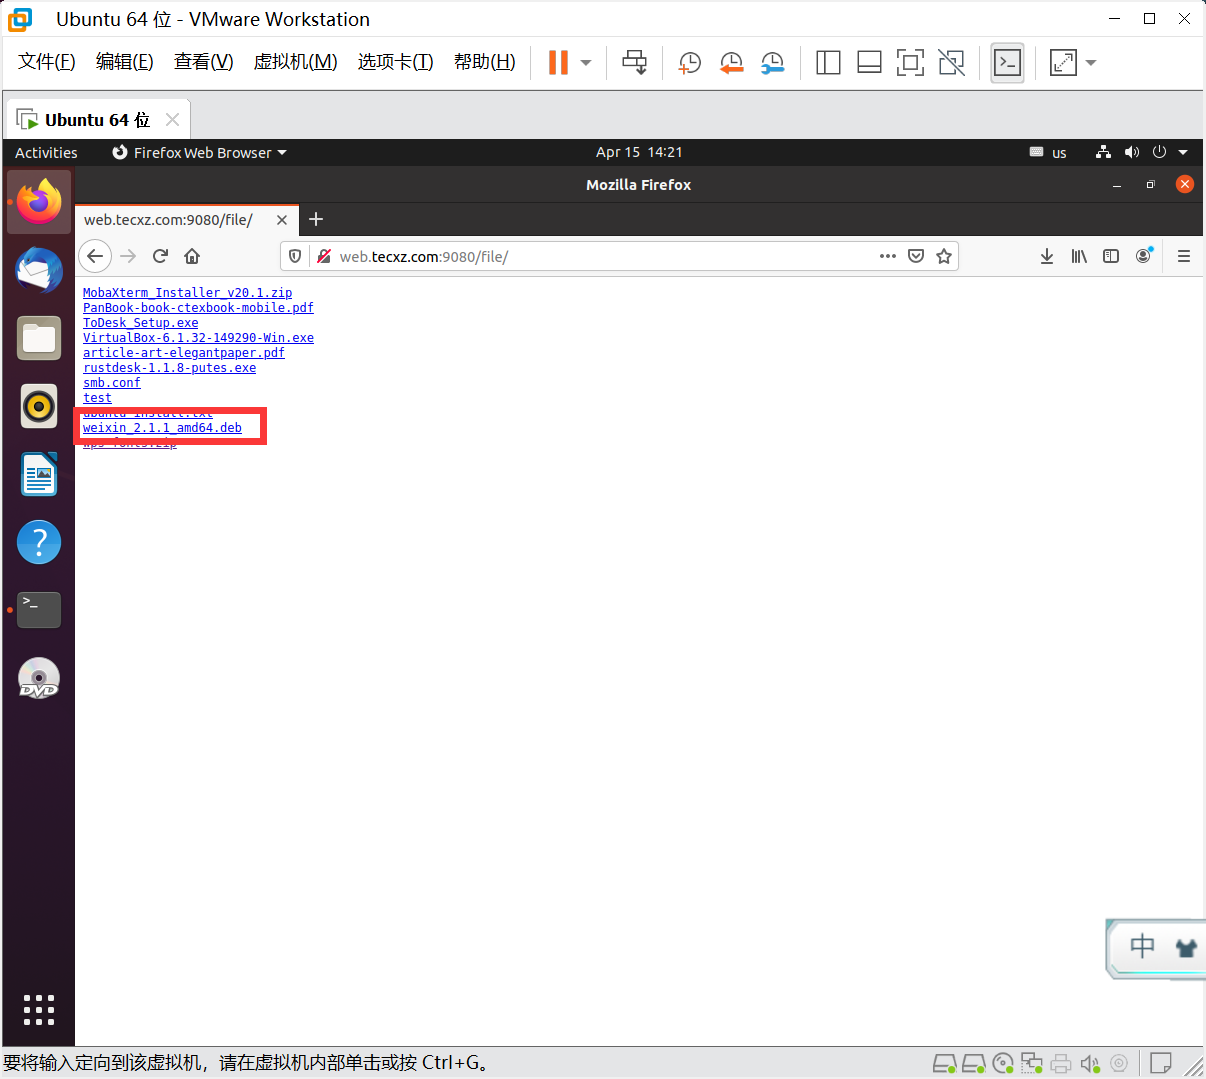 Ubuntu 64 位 - VMware Workstation
文件(F) 编辑(E) 查看(V) 虚拟机(M) 选项卡(T) 帮助(H)
Ubuntu 64 位
Activities Firefox Web Browser Apr 15 14:21 us
Mozilla Firefox
web.tecxz.com:9080/file/
web.tecxz.com:9080/file/
MobaXterm_Installer_v20.1.zip
PanBook-book-ctexbook-mobile.pdf
ToDesk_Setup.exe
VirtualBox-6.1.32-149290-Win.exe
article-art-elegantpaper.pdf
rustdesk-1.1.8-putes.exe
smb.conf
test
ubuntu_install.txt
weixin_2.1.1_amd64.deb
wps-fonts.zip
DVD
中
要将输入定向到该虚拟机，请在虚拟机内部单击或按 Ctrl+G。